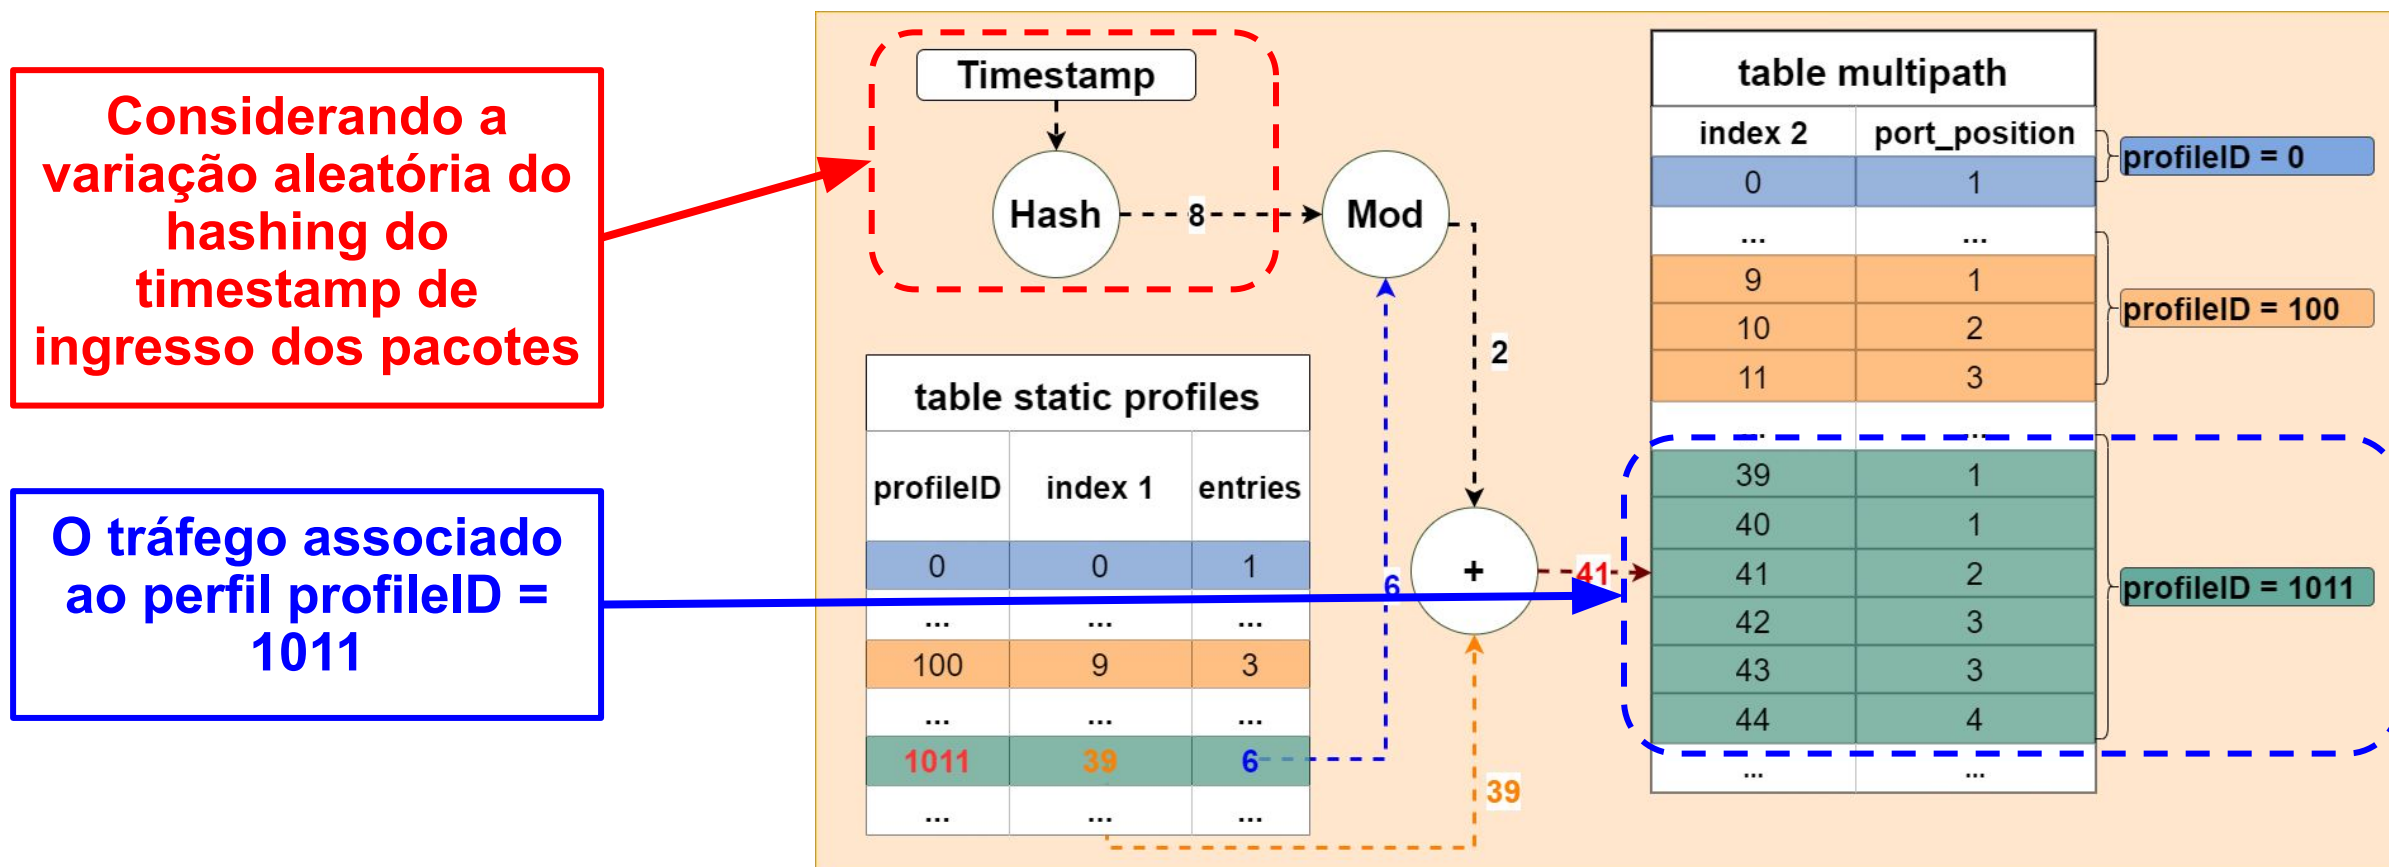 Considerando a
variação aleatória do
hashing do
timestamp de
ingresso dos pacotes
O tráfego associado
ao perfil profileID =
1011
Timestamp
Hash
8
Mod
2
6
+
41
39
table static profiles
profileID index 1 entries
0 0 1
... ... ...
100 9 3
... ... ...
1011 39 6
... ... ...
table multipath
index 2 port_position
0 1
... ...
9 1
10 2
11 3
... ...
39 1
40 1
41 2
42 3
43 3
44 4
... ...
profileID = 0
profileID = 100
profileID = 1011